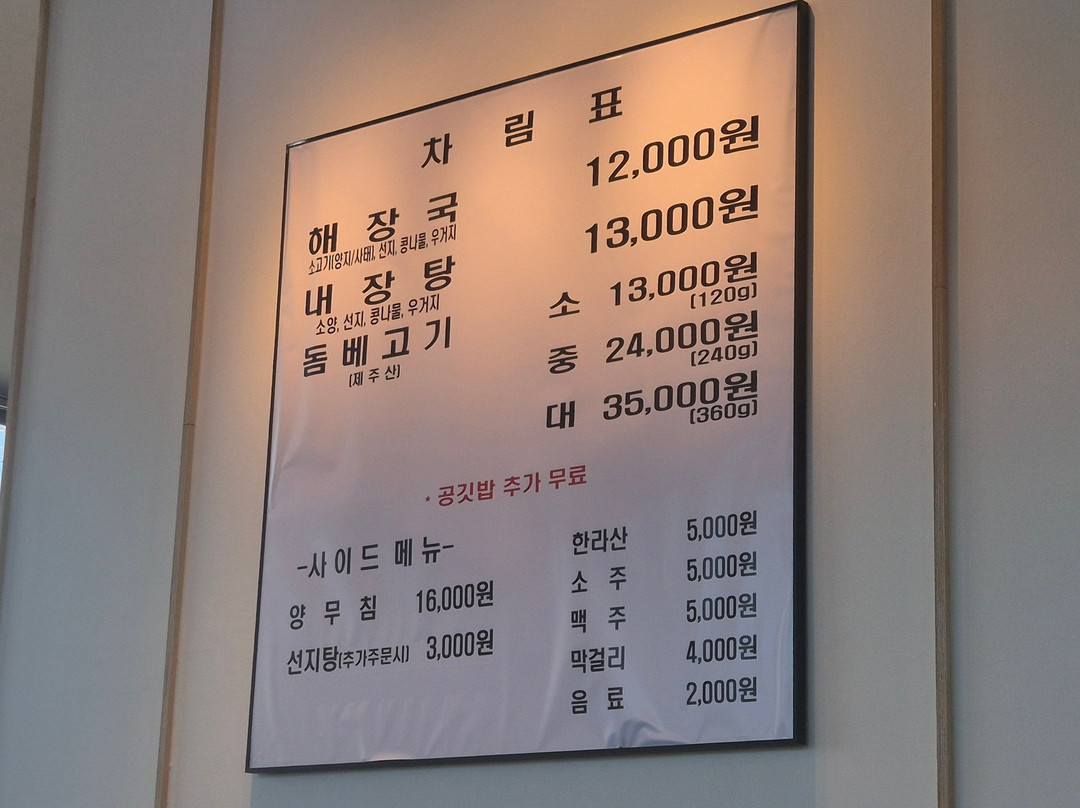 차 림 표
해 장 국 12,000원
소고기(양지/사태), 선지, 콩나물, 우거지
내 장 탕 13,000원
소양, 선지, 콩나물, 우거지
돔 베 고 기 소 13,000원
(제 주 산) (120g)
중 24,000원
(240g)
대 35,000원
(360g)
* 공깃밥 추가 무료
-사 이 드 메 뉴-
양 무 침 16,000원
선지탕(추가주문시) 3,000원
한라산 5,000원
소 주 5,000원
맥 주 5,000원
막걸리 4,000원
음 료 2,000원